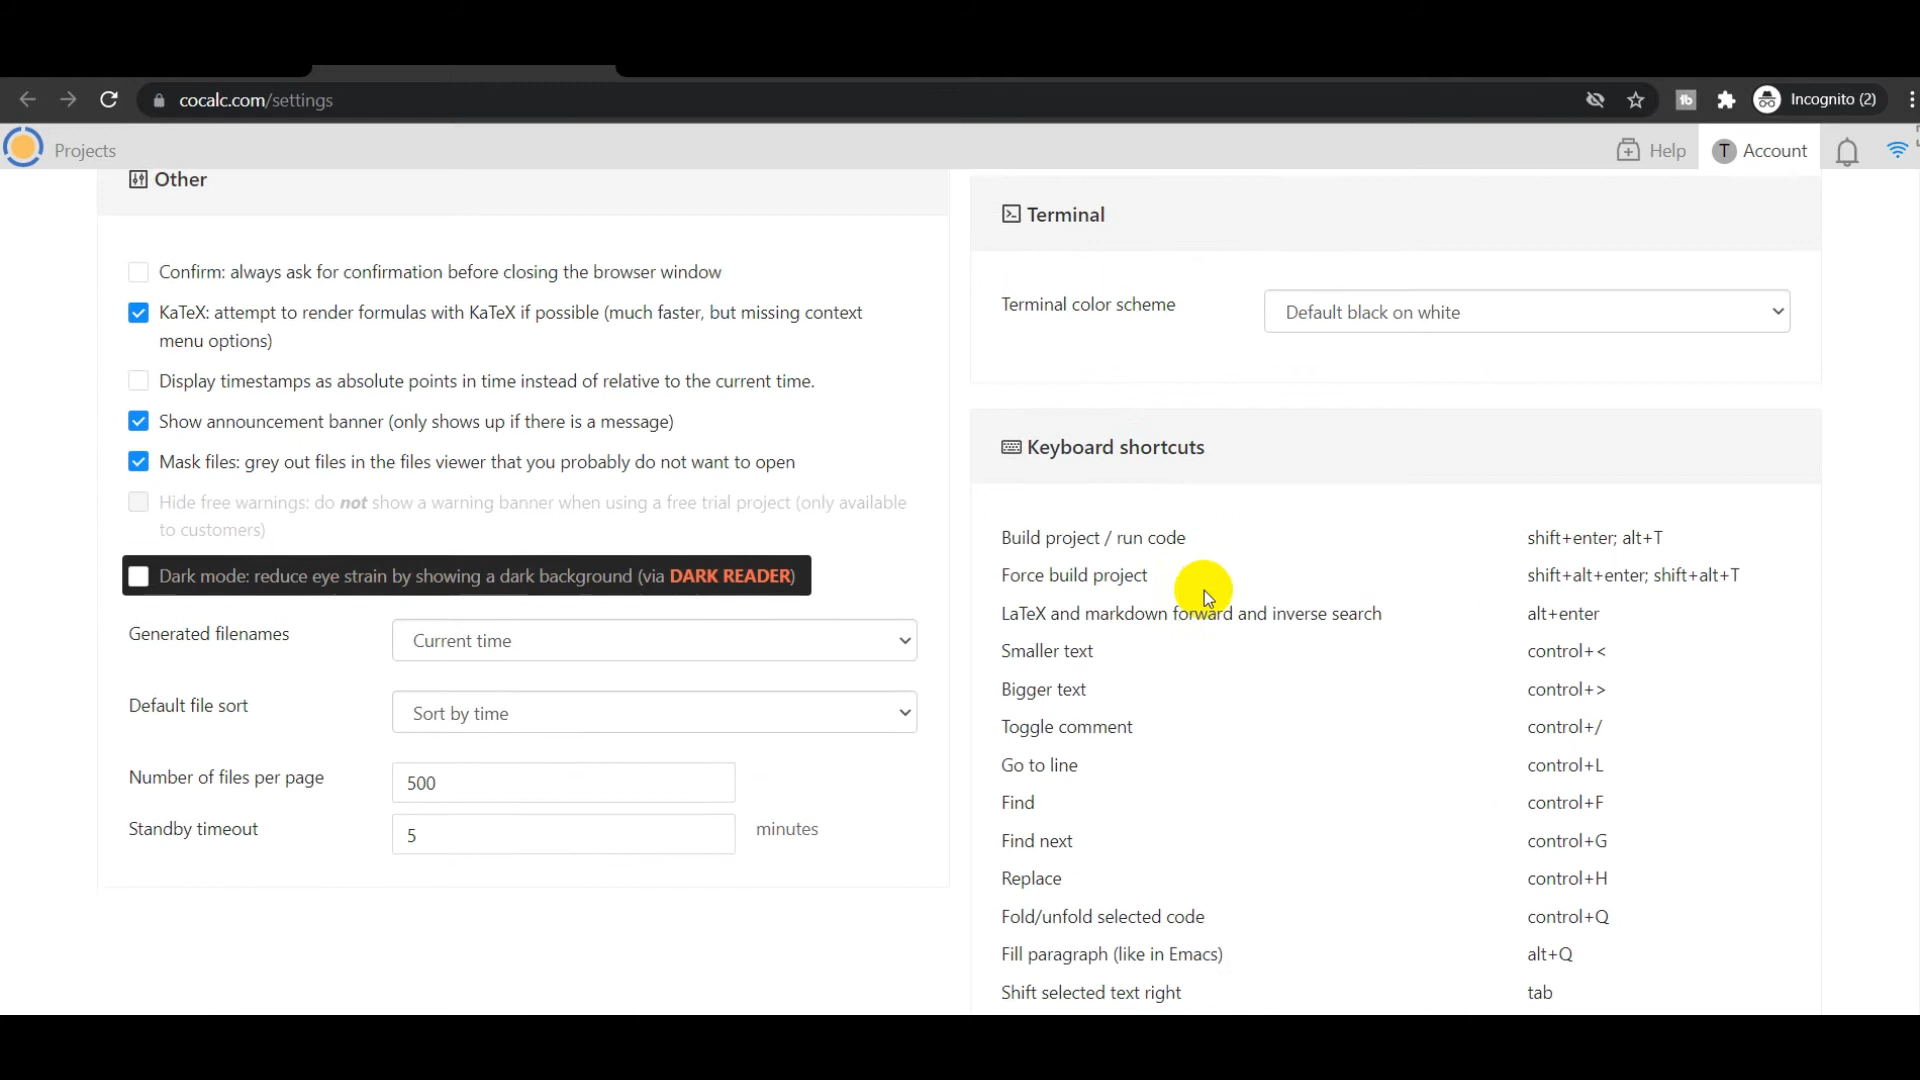 cocalc.com/settings
Incognito (2)
Projects
Help
T Account
Other
Confirm: always ask for confirmation before closing the browser window
KaTeX: attempt to render formulas with KaTeX if possible (much faster, but missing context
menu options)
Display timestamps as absolute points in time instead of relative to the current time.
Show announcement banner (only shows up if there is a message)
Mask files: grey out files in the files viewer that you probably do not want to open
Hide free warnings: do not show a warning banner when using a free trial project (only available
to customers)
Dark mode: reduce eye strain by showing a dark background (via DARK READER)
Generated filenames Current time
Default file sort Sort by time
Number of files per page 500
Standby timeout 5 minutes
Terminal
Terminal color scheme Default black on white
Keyboard shortcuts
Build project / run code shift+enter; alt+T
Force build project shift+alt+enter; shift+alt+T
LaTeX and markdown forward and inverse search alt+enter
Smaller text control+<
Bigger text control+>
Toggle comment control+/
Go to line control+L
Find control+F
Find next control+G
Replace control+H
Fold/unfold selected code control+Q
Fill paragraph (like in Emacs) alt+Q
Shift selected text right tab